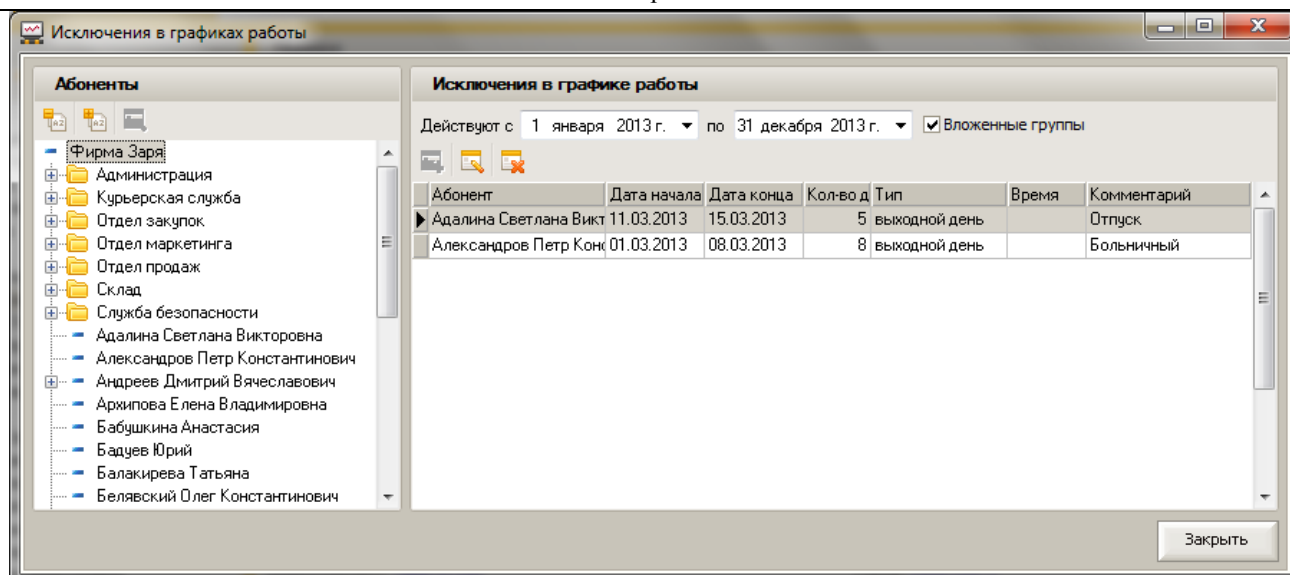 Исключения в графиках работы
Абоненты
Исключения в графике работы
Действуют с 1 января 2013 г. по 31 декабря 2013 г. Вложенные группы
Фирма Заря
Администрация
Курьерская служба
Отдел закупок
Отдел маркетинга
Отдел продаж
Склад
Служба безопасности
Адалина Светлана Викторовна
Александров Петр Константинович
Андреев Дмитрий Вячеславович
Архипова Елена Владимировна
Бабушкина Анастасия
Бадуев Юрий
Балакирева Татьяна
Белявский Олег Константинович
Абонент Дата начала Дата конца Кол-во д Тип Время Комментарий
Адалина Светлана Викт 11.03.2013 15.03.2013 5 выходной день Отпуск
Александров Петр Конс 01.03.2013 08.03.2013 8 выходной день Больничный
Закрыть